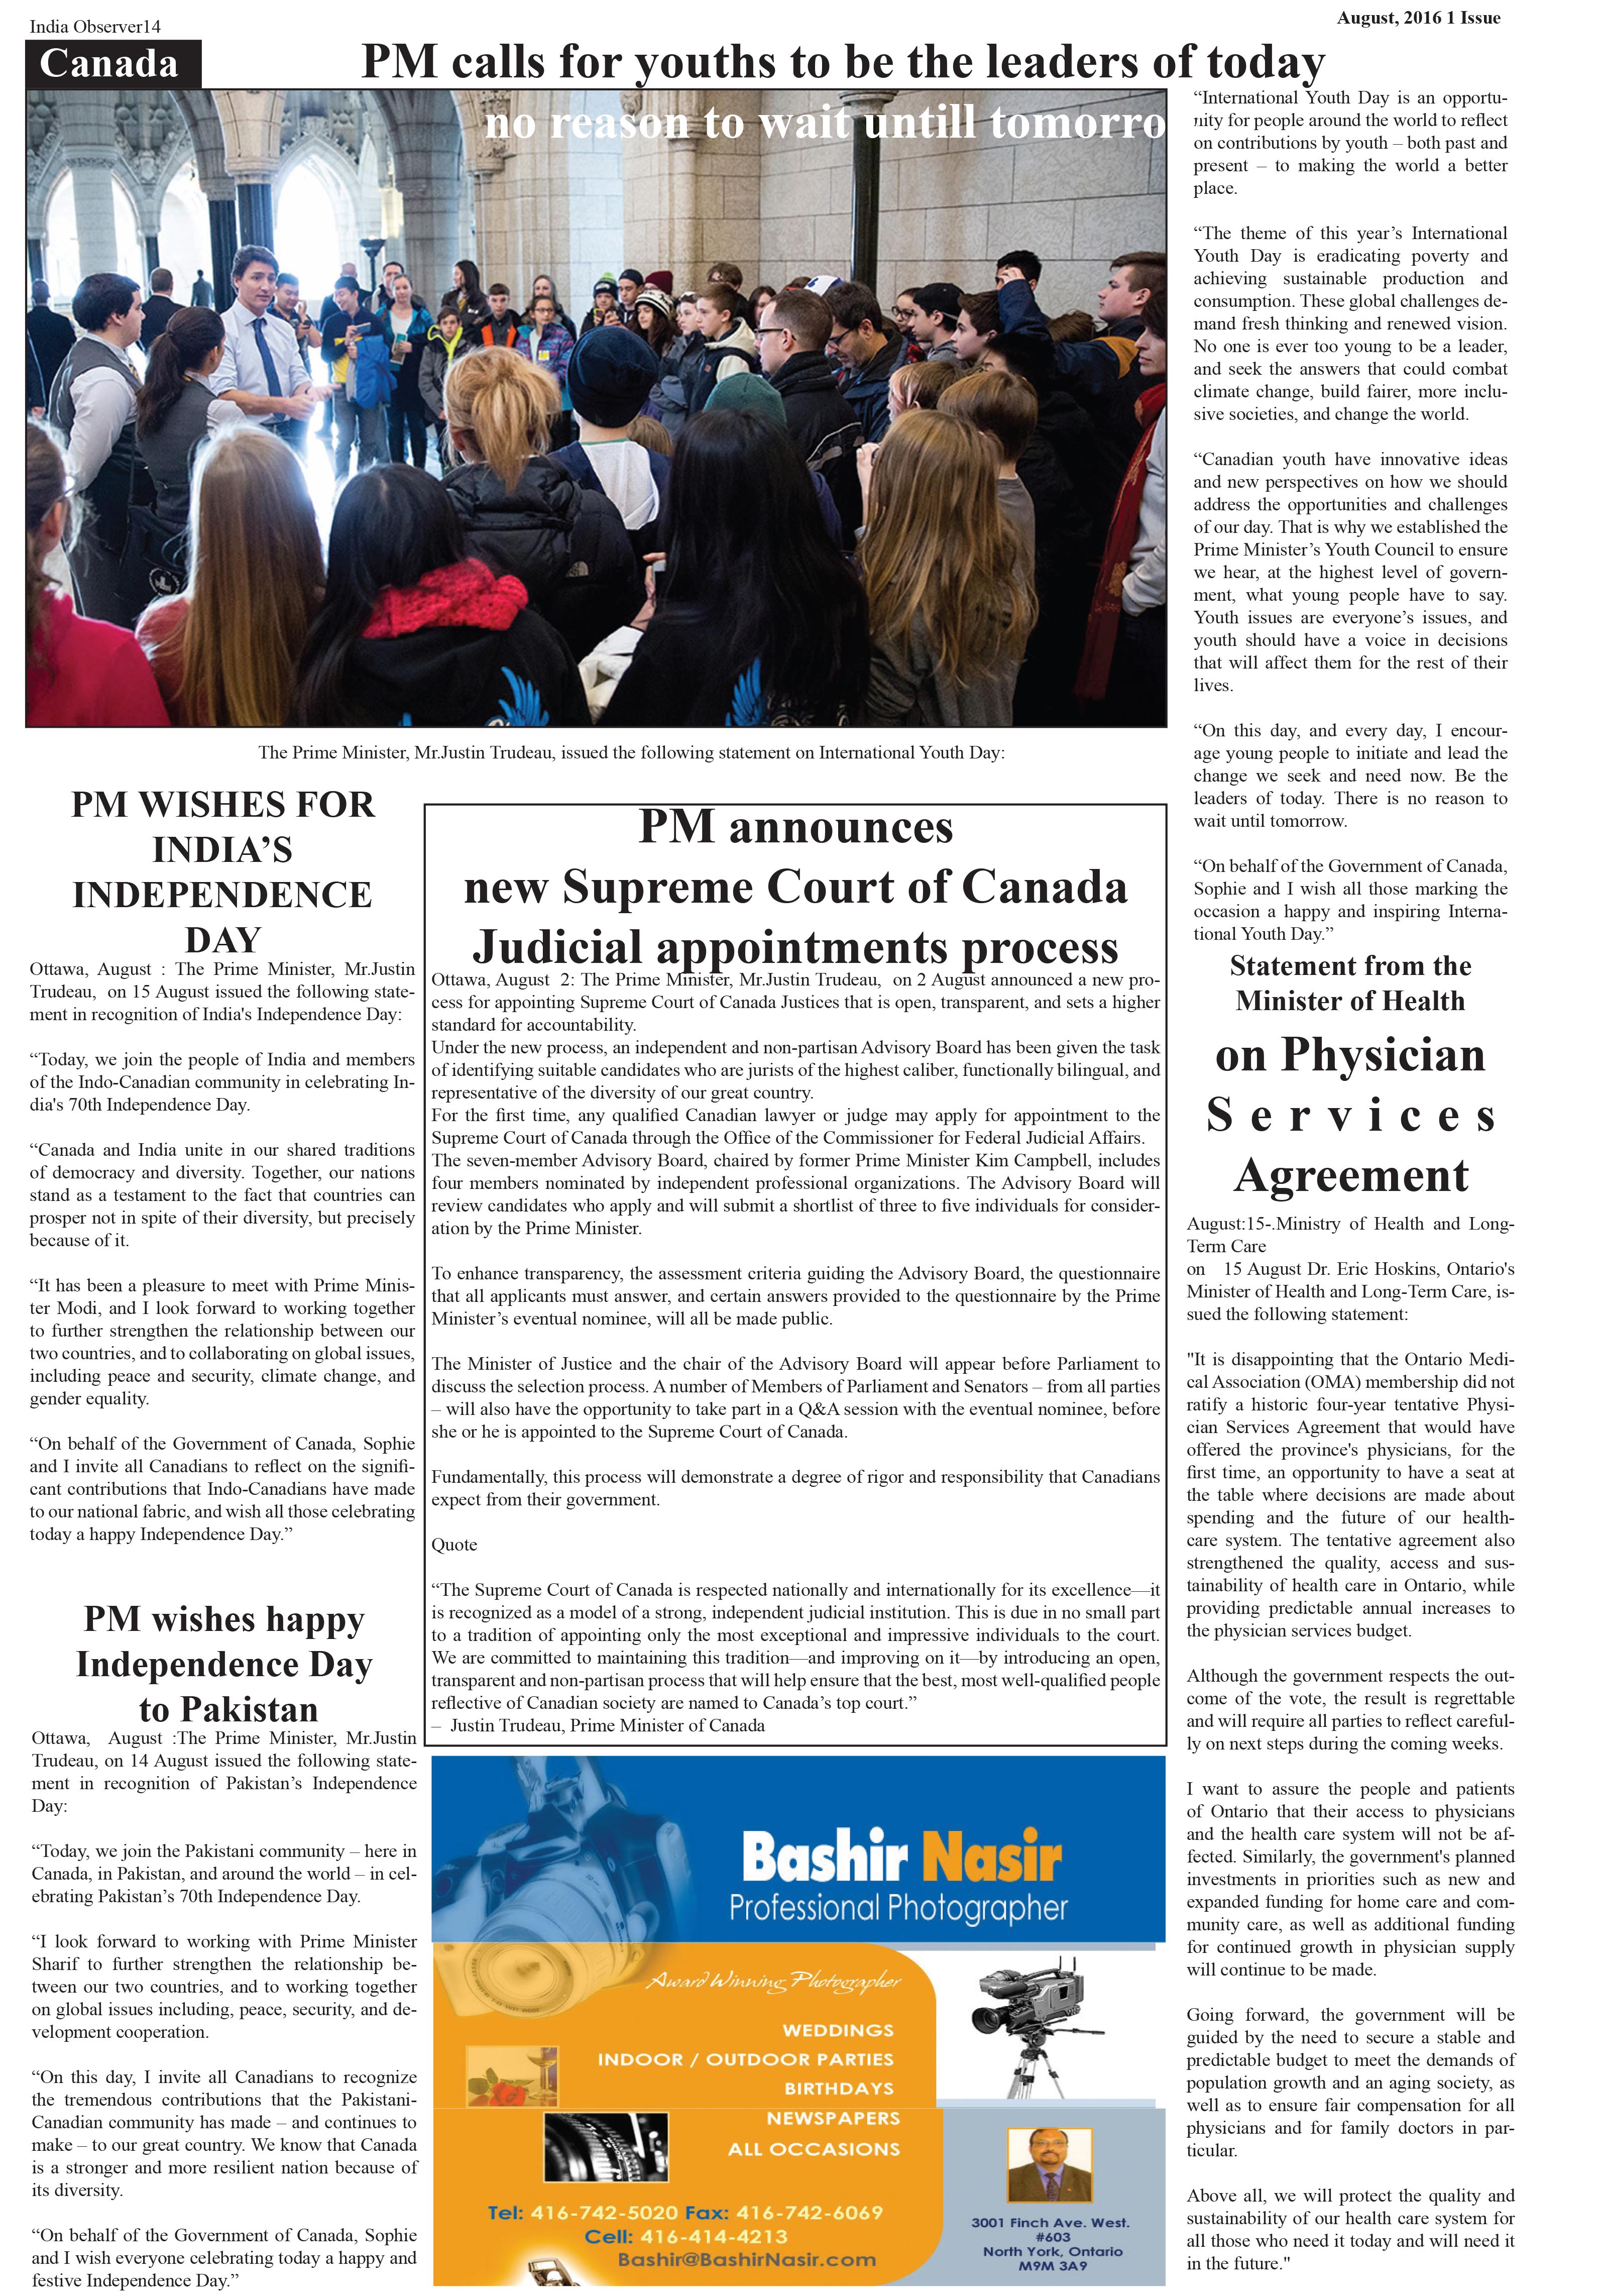 India Observer14
August, 2016 1 Issue
Canada
PM calls for youths to be the leaders of today
no reason to wait untill tomorro
The Prime Minister, Mr.Justin Trudeau, issued the following statement on International Youth Day:
“International Youth Day is an opportu-
nity for people around the world to reflect
on contributions by youth – both past and
present – to making the world a better
place.
“The theme of this year’s International
Youth Day is eradicating poverty and
achieving sustainable production and
consumption. These global challenges de-
mand fresh thinking and renewed vision.
No one is ever too young to be a leader,
and seek the answers that could combat
climate change, build fairer, more inclu-
sive societies, and change the world.
“Canadian youth have innovative ideas
and new perspectives on how we should
address the opportunities and challenges
of our day. That is why we established the
Prime Minister’s Youth Council to ensure
we hear, at the highest level of govern-
ment, what young people have to say.
Youth issues are everyone’s issues, and
youth should have a voice in decisions
that will affect them for the rest of their
lives.
“On this day, and every day, I encour-
age young people to initiate and lead the
change we seek and need now. Be the
leaders of today. There is no reason to
wait until tomorrow.
“On behalf of the Government of Canada,
Sophie and I wish all those marking the
occasion a happy and inspiring Interna-
tional Youth Day.”
PM WISHES FOR
INDIA’S
INDEPENDENCE
DAY
Ottawa, August : The Prime Minister, Mr.Justin
Trudeau, on 15 August issued the following state-
ment in recognition of India's Independence Day:
“Today, we join the people of India and members
of the Indo-Canadian community in celebrating In-
dia's 70th Independence Day.
“Canada and India unite in our shared traditions
of democracy and diversity. Together, our nations
stand as a testament to the fact that countries can
prosper not in spite of their diversity, but precisely
because of it.
“It has been a pleasure to meet with Prime Minis-
ter Modi, and I look forward to working together
to further strengthen the relationship between our
two countries, and to collaborating on global issues,
including peace and security, climate change, and
gender equality.
“On behalf of the Government of Canada, Sophie
and I invite all Canadians to reflect on the signifi-
cant contributions that Indo-Canadians have made
to our national fabric, and wish all those celebrating
today a happy Independence Day.”
PM wishes happy
Independence Day
to Pakistan
Ottawa, August :The Prime Minister, Mr.Justin
Trudeau, on 14 August issued the following state-
ment in recognition of Pakistan’s Independence
Day:
“Today, we join the Pakistani community – here in
Canada, in Pakistan, and around the world – in cel-
ebrating Pakistan’s 70th Independence Day.
“I look forward to working with Prime Minister
Sharif to further strengthen the relationship be-
tween our two countries, and to working together
on global issues including, peace, security, and de-
velopment cooperation.
“On this day, I invite all Canadians to recognize
the tremendous contributions that the Pakistani-
Canadian community has made – and continues to
make – to our great country. We know that Canada
is a stronger and more resilient nation because of
its diversity.
“On behalf of the Government of Canada, Sophie
and I wish everyone celebrating today a happy and
festive Independence Day.”
PM announces
new Supreme Court of Canada
Judicial appointments process
Ottawa, August 2: The Prime Minister, Mr.Justin Trudeau, on 2 August announced a new pro-
cess for appointing Supreme Court of Canada Justices that is open, transparent, and sets a higher
standard for accountability.
Under the new process, an independent and non-partisan Advisory Board has been given the task
of identifying suitable candidates who are jurists of the highest caliber, functionally bilingual, and
representative of the diversity of our great country.
For the first time, any qualified Canadian lawyer or judge may apply for appointment to the
Supreme Court of Canada through the Office of the Commissioner for Federal Judicial Affairs.
The seven-member Advisory Board, chaired by former Prime Minister Kim Campbell, includes
four members nominated by independent professional organizations. The Advisory Board will
review candidates who apply and will submit a shortlist of three to five individuals for consider-
ation by the Prime Minister.
To enhance transparency, the assessment criteria guiding the Advisory Board, the questionnaire
that all applicants must answer, and certain answers provided to the questionnaire by the Prime
Minister’s eventual nominee, will all be made public.
The Minister of Justice and the chair of the Advisory Board will appear before Parliament to
discuss the selection process. A number of Members of Parliament and Senators – from all parties
– will also have the opportunity to take part in a Q&A session with the eventual nominee, before
she or he is appointed to the Supreme Court of Canada.
Fundamentally, this process will demonstrate a degree of rigor and responsibility that Canadians
expect from their government.
Quote
“The Supreme Court of Canada is respected nationally and internationally for its excellence—it
is recognized as a model of a strong, independent judicial institution. This is due in no small part
to a tradition of appointing only the most exceptional and impressive individuals to the court.
We are committed to maintaining this tradition—and improving on it—by introducing an open,
transparent and non-partisan process that will help ensure that the best, most well-qualified people
reflective of Canadian society are named to Canada’s top court.”
– Justin Trudeau, Prime Minister of Canada
Bashir Nasir
Professional Photographer
Award Winning Photographer
WEDDINGS
INDOOR / OUTDOOR PARTIES
BIRTHDAYS
NEWSPAPERS
ALL OCCASIONS
Tel: 416-742-5020 Fax: 416-742-6069
Cell: 416-414-4213
Bashir@BashirNasir.com
3001 Finch Ave. West.
#603
North York, Ontario
M9M 3A9
Statement from the
Minister of Health
on Physician
Services
Agreement
August:15-.Ministry of Health and Long-
Term Care
on 15 August Dr. Eric Hoskins, Ontario's
Minister of Health and Long-Term Care, is-
sued the following statement:
"It is disappointing that the Ontario Medi-
cal Association (OMA) membership did not
ratify a historic four-year tentative Physi-
cian Services Agreement that would have
offered the province's physicians, for the
first time, an opportunity to have a seat at
the table where decisions are made about
spending and the future of our health-
care system. The tentative agreement also
strengthened the quality, access and sus-
tainability of health care in Ontario, while
providing predictable annual increases to
the physician services budget.
Although the government respects the out-
come of the vote, the result is regrettable
and will require all parties to reflect careful-
ly on next steps during the coming weeks.
I want to assure the people and patients
of Ontario that their access to physicians
and the health care system will not be af-
fected. Similarly, the government's planned
investments in priorities such as new and
expanded funding for home care and com-
munity care, as well as additional funding
for continued growth in physician supply
will continue to be made.
Going forward, the government will be
guided by the need to secure a stable and
predictable budget to meet the demands of
population growth and an aging society, as
well as to ensure fair compensation for all
physicians and for family doctors in par-
ticular.
Above all, we will protect the quality and
sustainability of our health care system for
all those who need it today and will need it
in the future."